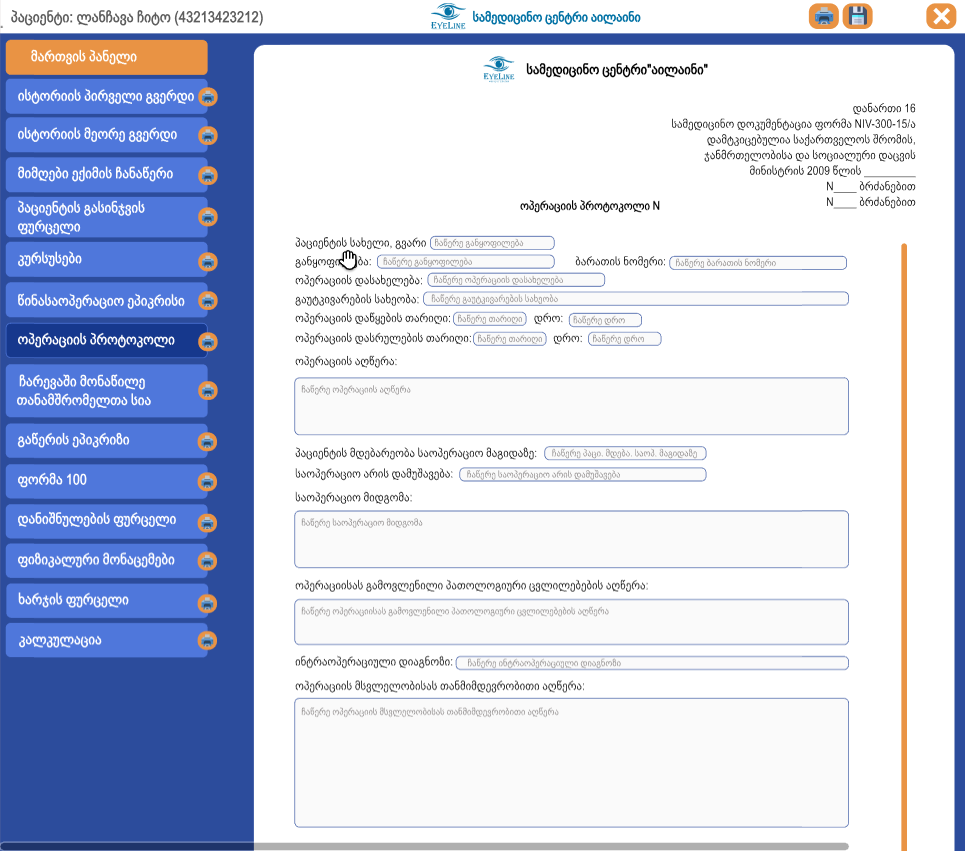 პაციენტი: ლანჩავა ჩიტო (43213423212)
EYELINE
სამედიცინო ცენტრი აილაინი
მართვის პანელი
ისტორიის პირველი გვერდი
ისტორიის მეორე გვერდი
მიმღები ექიმის ჩანაწერი
პაციენტის გასინჯვის
ფურცელი
კურსუსები
წინასაოპერაციო ეპიკრისი
ოპერაციის პროტოკოლი
ჩარევაში მონაწილე
თანამშრომელთა სია
გაწერის ეპიკრიზი
ფორმა 100
დანიშნულების ფურცელი
ფიზიკალური მონაცემები
ხარჯის ფურცელი
კალკულაცია
EYELINE
სამედიცინო ცენტრი"აილაინი"
დანართი 16
სამედიცინო დოკუმენტაცია ფორმა NIV-300-15/ა
დამტკიცებულია საქართველოს შრომის,
ჯანმრთელობისა და სოციალური დაცვის
მინისტრის 2009 წლის _________
N____ ბრძანებით
N____ ბრძანებით
ოპერაციის პროტოკოლი N
პაციენტის სახელი, გვარი ჩაწერე განყოფილება
ჩაწერე განყოფილება ბარათის ნომერი: ჩაწერე ბარათის ნომერი
ოპერაციის დასახელება: ჩაწერე ოპერაციის დასახელება
გაუტკივარების სახეობა: ჩაწერე გაუტკივარების სახეობა
ოპერაციის დაწყების თარიღი: ჩაწერე თარიღი დრო: ჩაწერე დრო
ოპერაციის დასრულების თარიღი: ჩაწერე თარიღი დრო: ჩაწერე დრო
ოპერაციის აღწერა:
ჩაწერე ოპერაციის აღწერა
პაციენტის მდებარეობა საოპერაციო მაგიდაზე: ჩაწერე პაცი. მდება. საოპ. მაგიდაზე
საოპერაციო არის დამუშავება: ჩაწერე საოპერაციო არის დამუშავება
საოპერაციო მიდგომა:
ჩაწერე საოპერაციო მიდგომა
ოპერაციისას გამოვლენილი პათოლოგიური ცვლილებების აღწერა:
ჩაწერე ოპერაციისას გამოვლენილი პათოლოგიური ცვლილებების აღწერა
ინტრაოპერაციული დიაგნოზი: ჩაწერე ინტრაოპერაციული დიაგნოზი
ოპერაციის მსვლელობისას თანმიმდევრობითი აღწერა:
ჩაწერე ოპერაციის მსვლელობისას თანმიმდევრობითი აღწერა